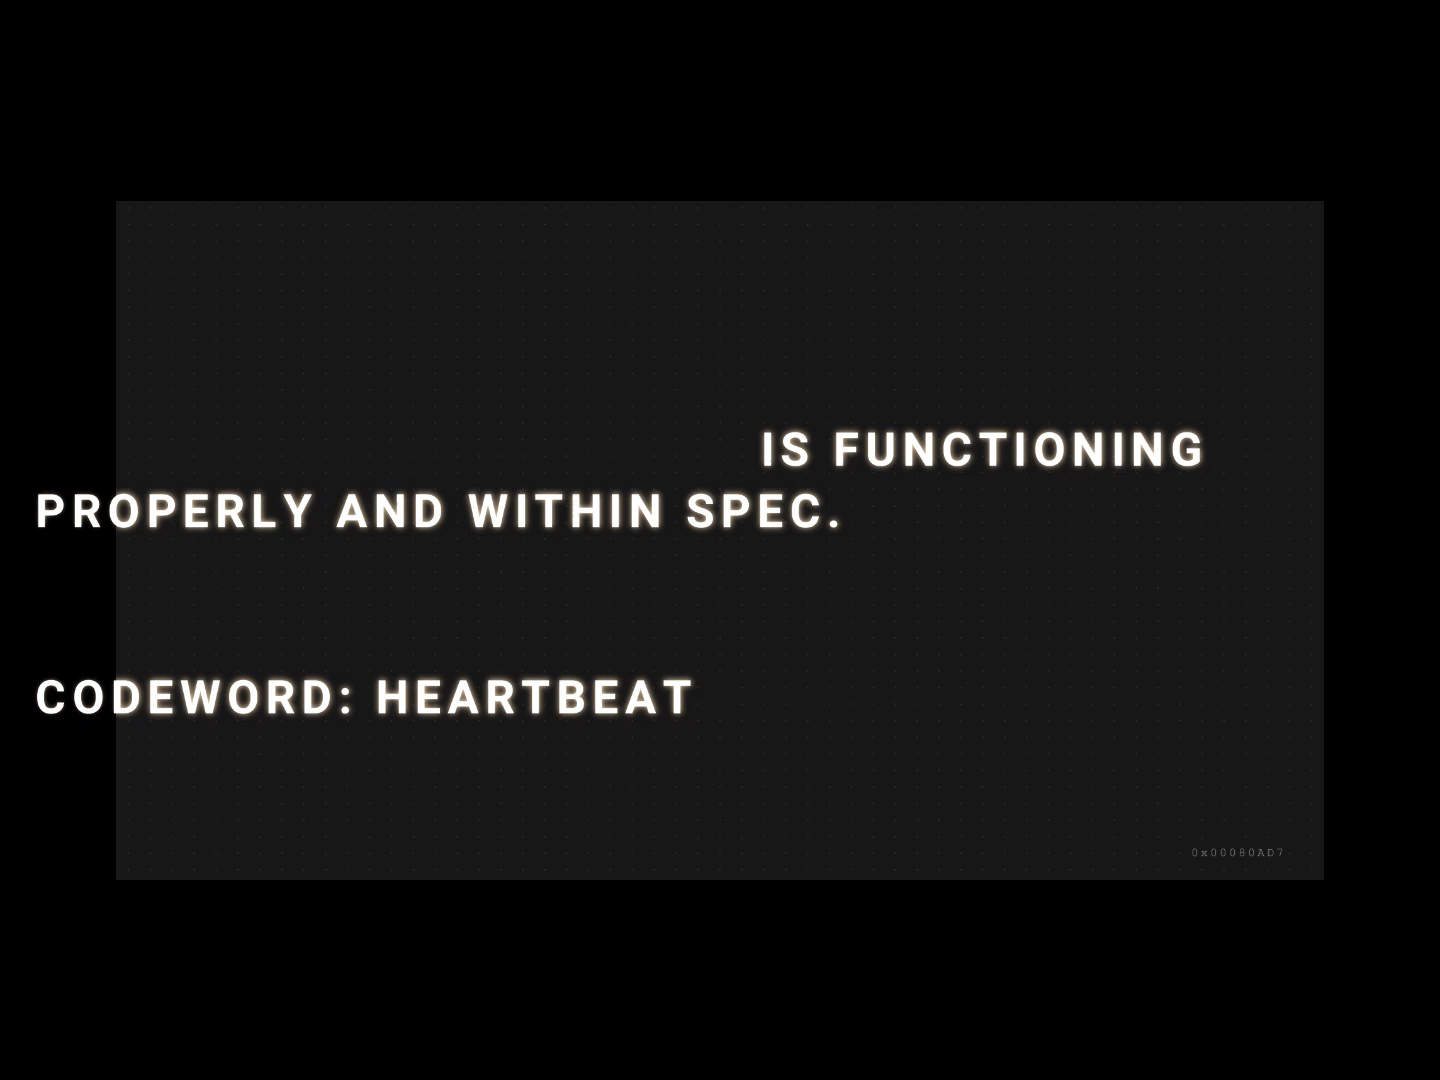 IS FUNCTIONING
PROPERLY AND WITHIN SPEC.
CODEWORD: HEARTBEAT
0x00080AD7